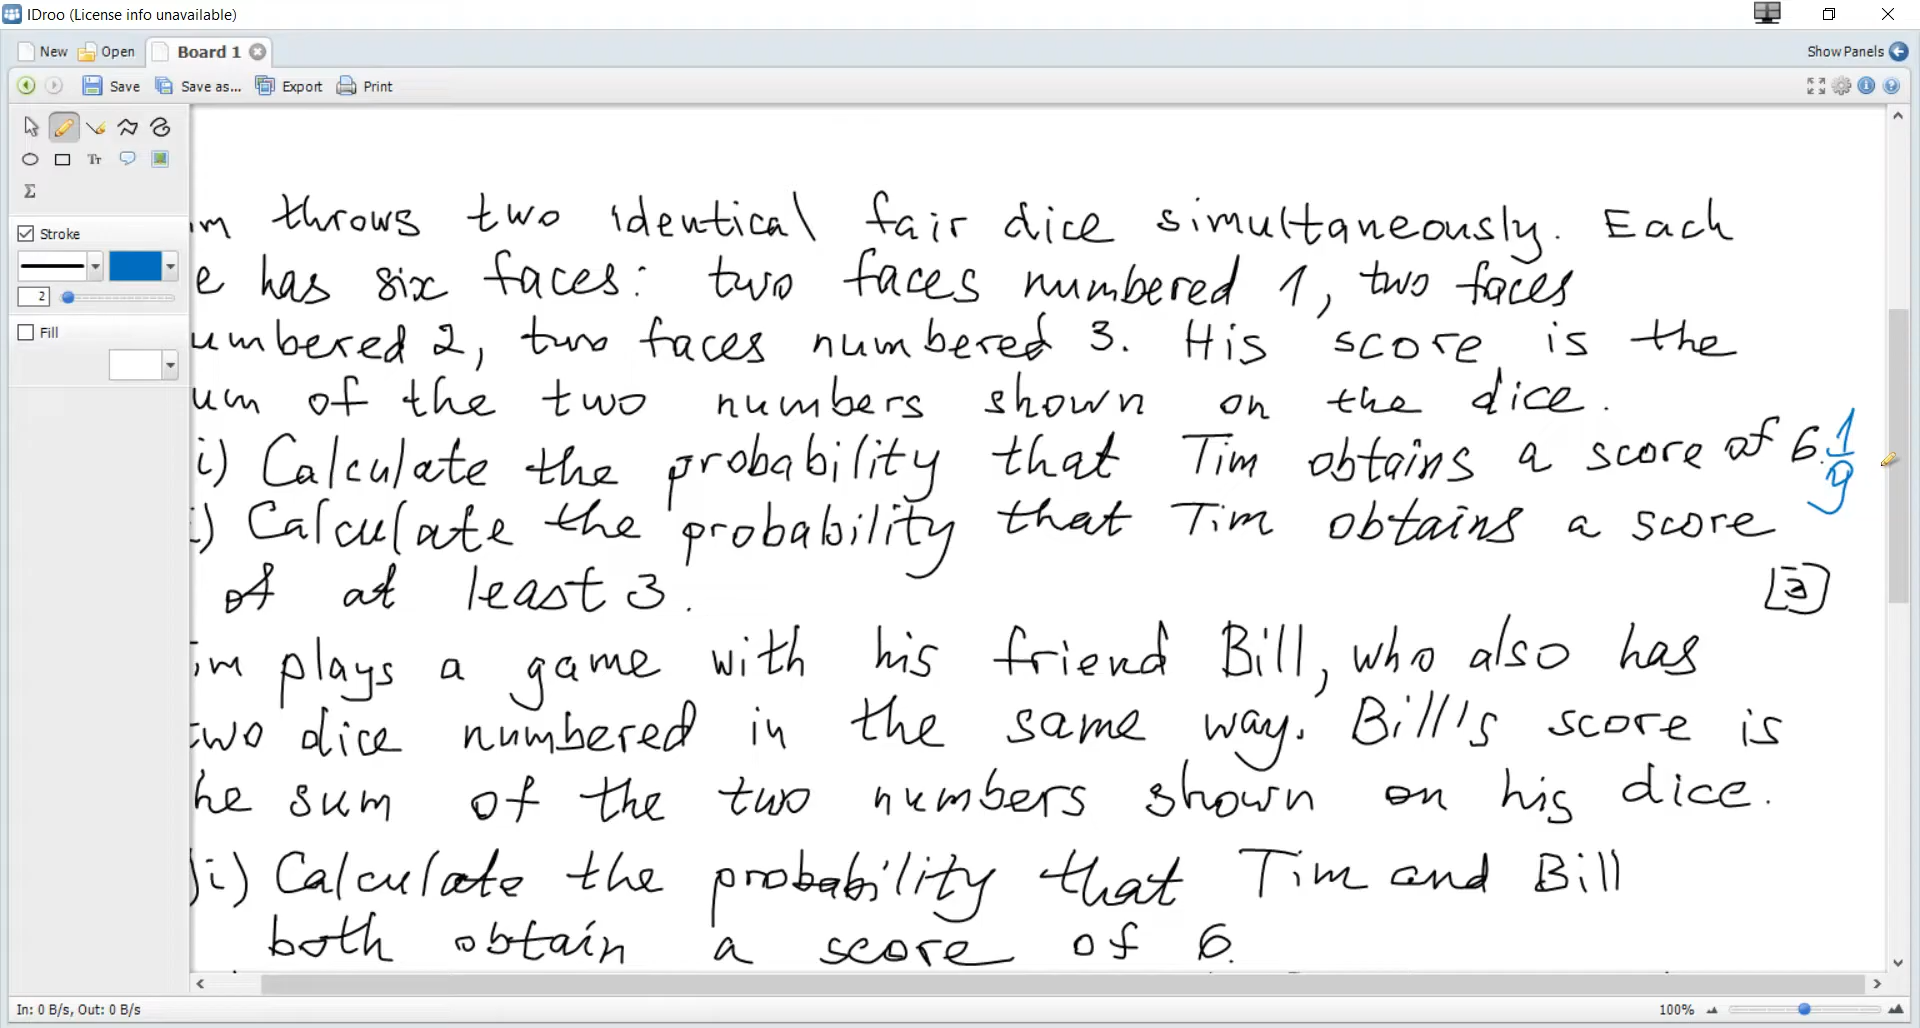 IDroo (License info unavailable)
New Open Board 1 Show Panels
Save Save as... Export Print
Tt
Σ
Stroke
2
Fill
im throws two identical fair dice simultaneously. Each
e has six faces: two faces numbered 1, two faces
umbered 2, two faces numbered 3. His score is the
um of the two numbers shown on the dice.
i) Calculate the probability that Tim obtains a score of 6. 1/9
i) Calculate the probability that Tim obtains a score
of at least 3.
[3]
im plays a game with his friend Bill, who also has
two dice numbered in the same way. Bill's score is
he sum of the two numbers shown on his dice.
)i) Calculate the probability that Tim and Bill
both obtain a score of 6.
In: 0 B/s, Out: 0 B/s 100%